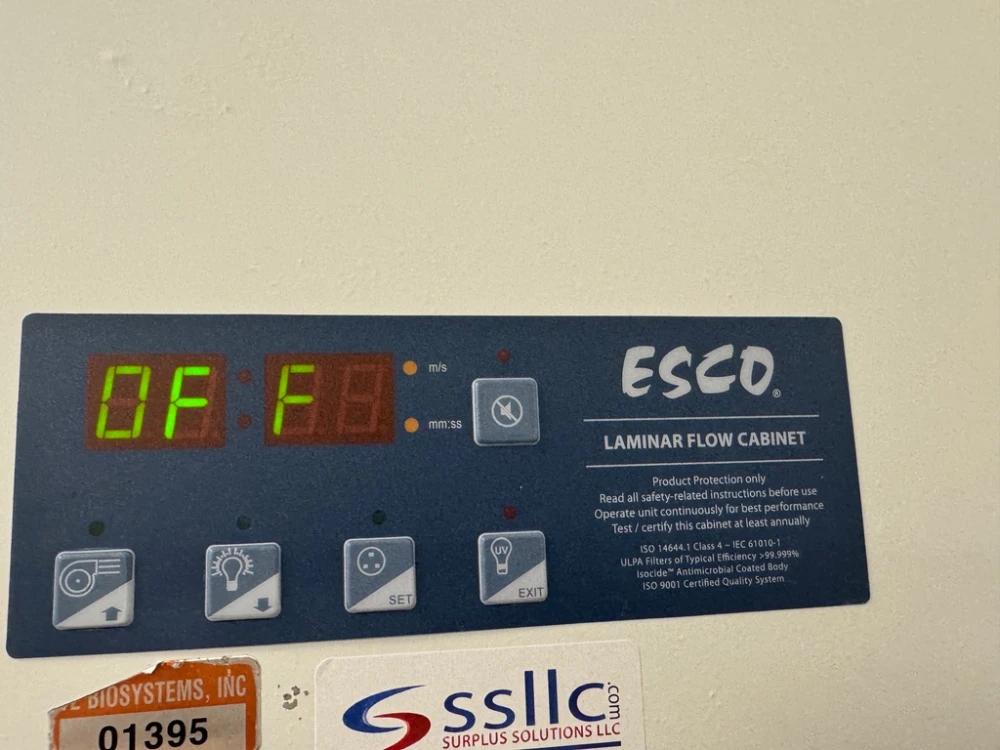 OFF F
m/s
mm:ss
ESCO®
LAMINAR FLOW CABINET
Product Protection only
Read all safety-related instructions before use
Operate unit continuously for best performance
Test / certify this cabinet at least annually
ISO 14644.1 Class 4 – IEC 61010-1
ULPA Filters of Typical Efficiency >99.999%
Isocide™ Antimicrobial Coated Body
ISO 9001 Certified Quality System
SET
UV
EXIT
BIOSYSTEMS, INC
01395
ssllc.com
SURPLUS SOLUTIONS LLC